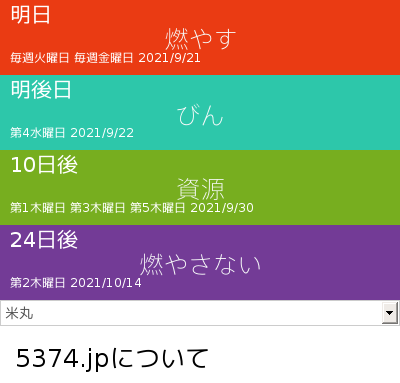 明日
燃やす
毎週火曜日 毎週金曜日 2021/9/21
明後日
びん
第4水曜日 2021/9/22
10日後
資源
第1木曜日 第3木曜日 第5木曜日 2021/9/30
24日後
燃やさない
第2木曜日 2021/10/14
米丸
5374.jpについて